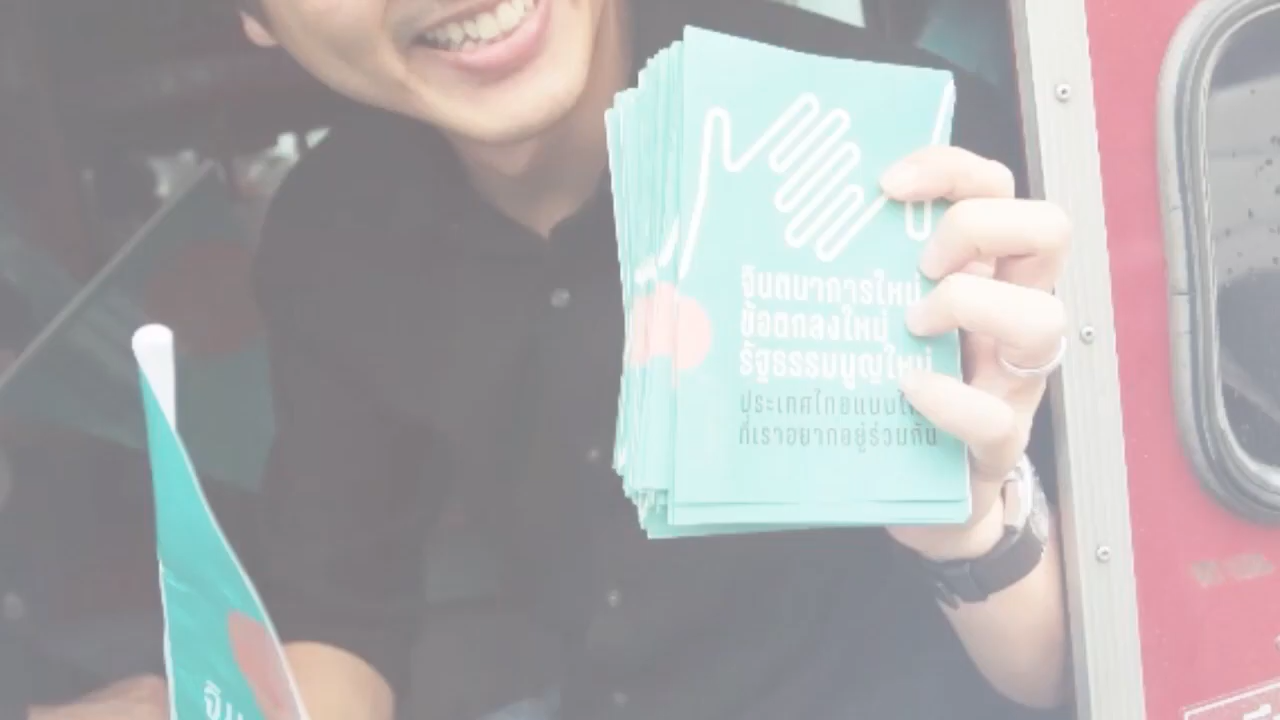 จินตนาการใหม่
ข้อตกลงใหม่
รัฐธรรมนูญใหม่
ประเทศไทยแบบ
ที่เราอยากอยู่ร่วมกัน